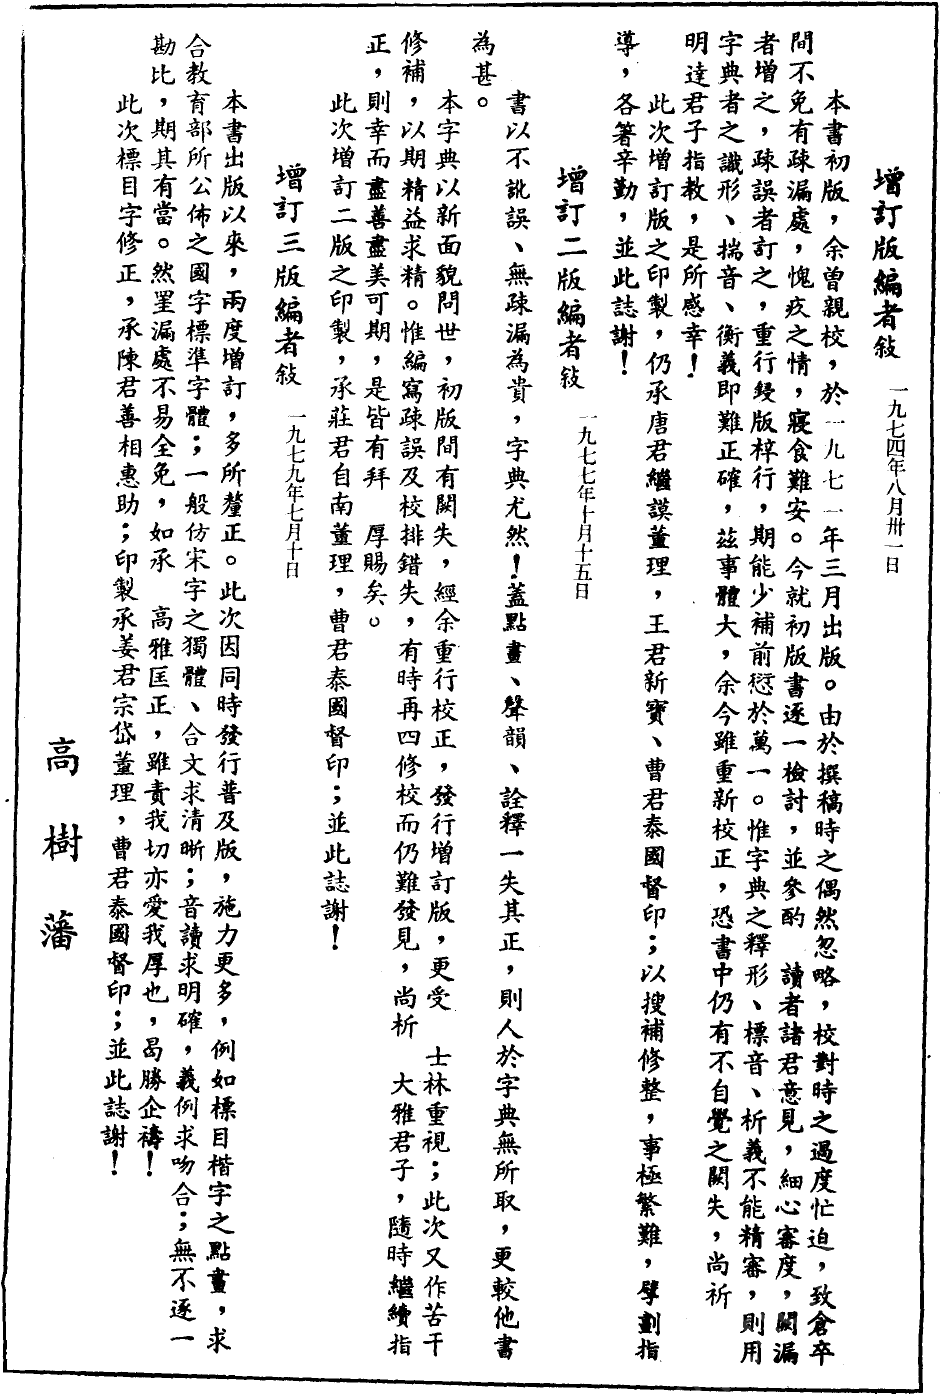 增訂版編者敍 一九七四年八月卅一日
本書初版，余曾親校，於一九七一年三月出版。由於撰稿時之偶然忽略，校對時之過度忙迫，致倉卒
間不免有疎漏處，愧疚之情，寢食難安。今就初版書逐一檢討，並參酌　讀者諸君意見，細心審度，闕漏
者增之，疎誤者訂之，重行鋟版梓行，期能少補前愆於萬一。惟字典之釋形、標音、析義不能精審，則用
字典者之識形、揣音、衡義即難正確，茲事體大，余今雖重新校正，恐書中仍有不自覺之闕失，尚祈
明達君子指教，是所感幸！
此次增訂版之印製，仍承唐君繼謨董理，王君新寶、曹君泰國督印；以搜補修整，事極繁難，擘劃指
導，各著辛勤，並此誌謝！
增訂二版編者敍 一九七七年十月十五日
書以不訛誤、無疎漏為貴，字典尤然！蓋點畫、聲韻、詮釋一失其正，則人於字典無所取，更較他書
為甚。
本字典以新面貌問世，初版間有闕失，經余重行校正，發行增訂版，更受　士林重視；此次又作若干
修補，以期精益求精。惟編寫疎誤及校排錯失，有時再四修校而仍難發見，尚祈　大雅君子，隨時繼續指
正，則幸而盡善盡美可期，是皆有拜　厚賜矣。
此次增訂二版之印製，承莊君自南董理，曹君泰國督印；並此誌謝！
增訂三版編者敍 一九七九年七月十日
本書出版以來，兩度增訂，多所釐正。此次因同時發行普及版，施力更多，例如標目楷字之點畫，求
合教育部所公佈之國字標準字體；一般仿宋字之獨體、合文求清晰；音讀求明確，義例求吻合；無不逐一
勘比，期其有當。然罣漏處不易全免，如承　高雅匡正，雖責我切亦愛我厚也，曷勝企禱！
此次標目字修正，承陳君善相惠助；印製承姜君宗岱董理，曹君泰國督印；並此誌謝！
高樹藩